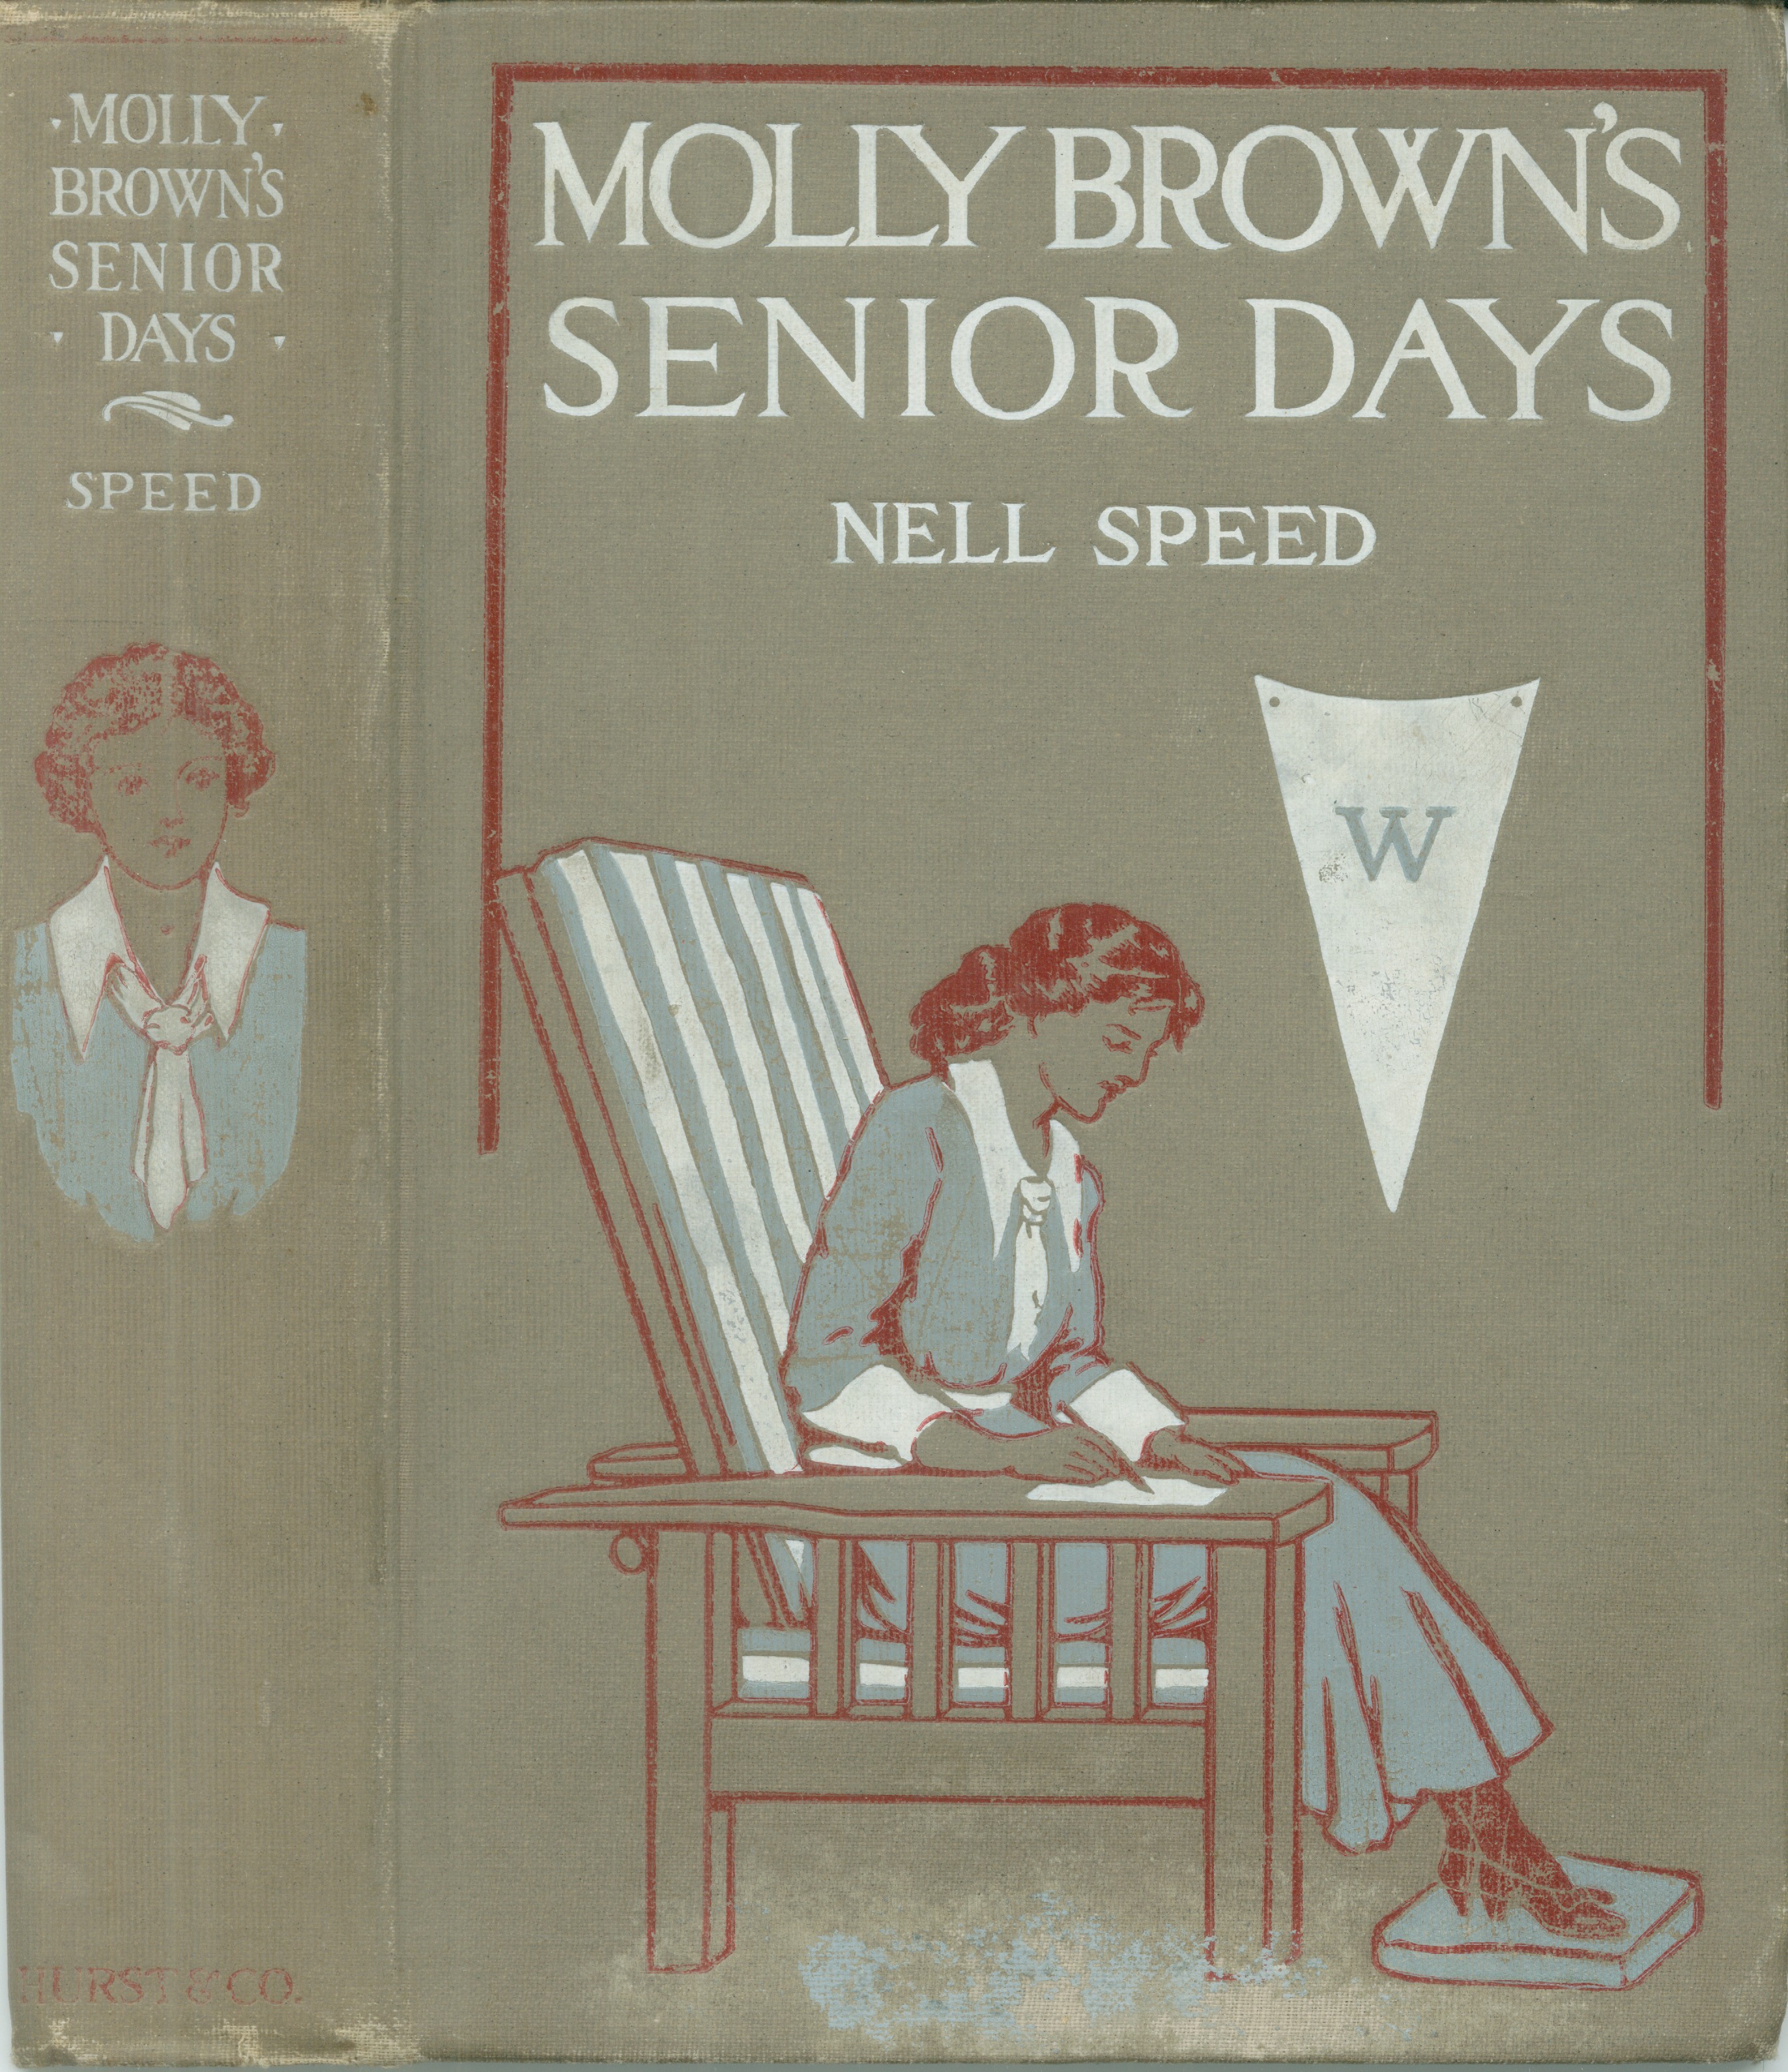 ·MOLLY·
BROWN'S
SENIOR
· DAYS ·
SPEED
HURST & CO.
MOLLY BROWN'S
SENIOR DAYS
NELL SPEED
W